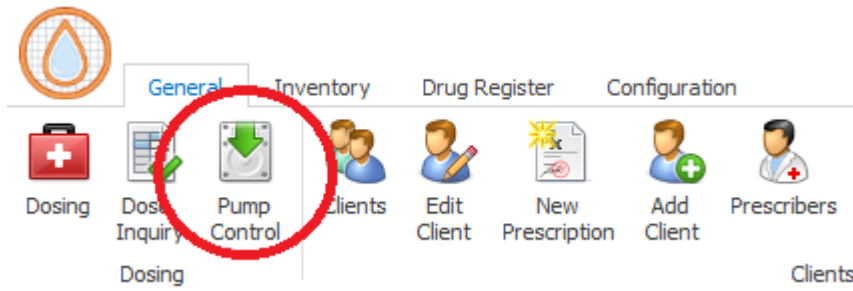 General Inventory Drug Register Configuration
Dosing Dose Pump Clients Edit New Add Prescribers
Inquiry Control Client Prescription Client
Dosing Clients